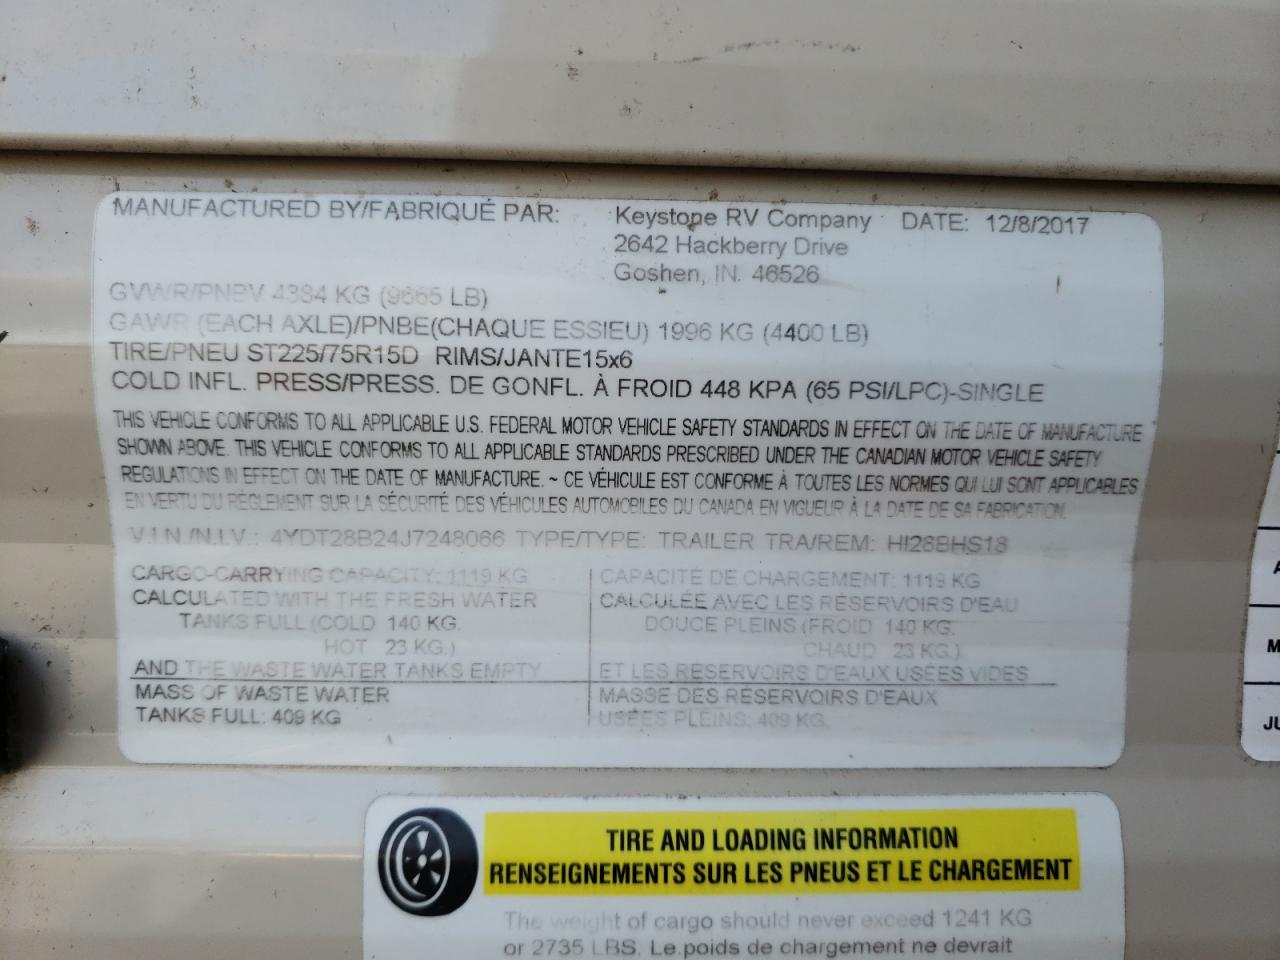 MANUFACTURED BY/FABRIQUÉ PAR: Keystone RV Company DATE: 12/8/2017
2642 Hackberry Drive
Goshen, IN. 46526
GVWR/PNBV 4384 KG (9665 LB)
GAWR (EACH AXLE)/PNBE(CHAQUE ESSIEU) 1996 KG (4400 LB)
TIRE/PNEU ST225/75R15D RIMS/JANTE15x6
COLD INFL. PRESS/PRESS. DE GONFL. À FROID 448 KPA (65 PSI/LPC)-SINGLE
THIS VEHICLE CONFORMS TO ALL APPLICABLE U.S. FEDERAL MOTOR VEHICLE SAFETY STANDARDS IN EFFECT ON THE DATE OF MANUFACTURE
SHOWN ABOVE. THIS VEHICLE CONFORMS TO ALL APPLICABLE STANDARDS PRESCRIBED UNDER THE CANADIAN MOTOR VEHICLE SAFETY
REGULATIONS IN EFFECT ON THE DATE OF MANUFACTURE. ~ CE VÉHICULE EST CONFORME À TOUTES LES NORMES QUI LUI SONT APPLICABLES
EN VERTU DU RÈGLEMENT SUR LA SÉCURITÉ DES VÉHICULES AUTOMOBILES DU CANADA EN VIGUEUR À LA DATE DE SA FABRICATION.
V.I.N./N.I.V.: 4YDT28B24J7248066 TYPE/TYPE: TRAILER TRA/REM: HI28BHS18
CARGO-CARRYING CAPACITY: 1119 KG
CALCULATED WITH THE FRESH WATER
TANKS FULL (COLD 140 KG.
HOT 23 KG.)
AND THE WASTE WATER TANKS EMPTY
MASS OF WASTE WATER
TANKS FULL: 409 KG
CAPACITÉ DE CHARGEMENT: 1119 KG
CALCULÉE AVEC LES RÉSERVOIRS D'EAU
DOUCE PLEINS (FROID 140 KG.
CHAUD 23 KG.)
ET LES RÉSERVOIRS D'EAUX USÉES VIDES
MASSE DES RÉSERVOIRS D'EAUX
USÉES PLEINS: 409 KG.
TIRE AND LOADING INFORMATION
RENSEIGNEMENTS SUR LES PNEUS ET LE CHARGEMENT
The weight of cargo should never exceed 1241 KG
or 2735 LBS. Le poids de chargement ne devrait
A
M
JU